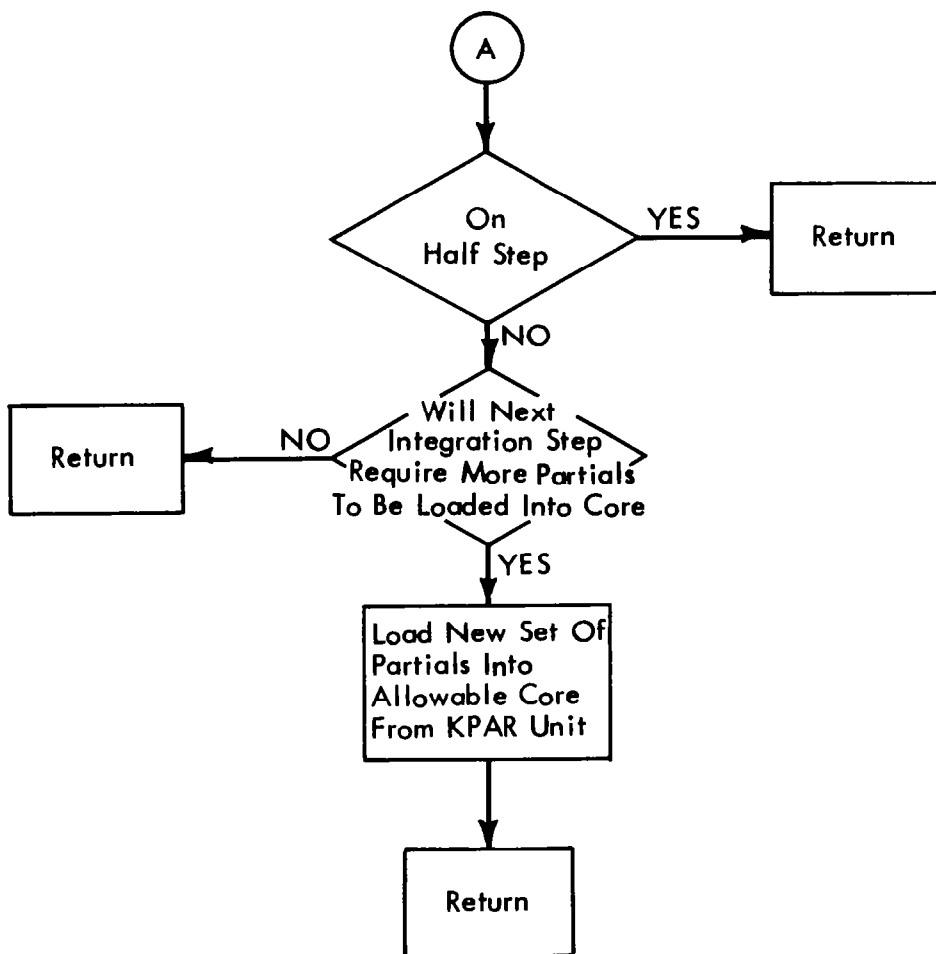 A
On
Half Step
YES
Return
NO
Will Next
Integration Step
Require More Partials
To Be Loaded Into Core
NO
Return
YES
Load New Set Of
Partials Into
Allowable Core
From KPAR Unit
Return